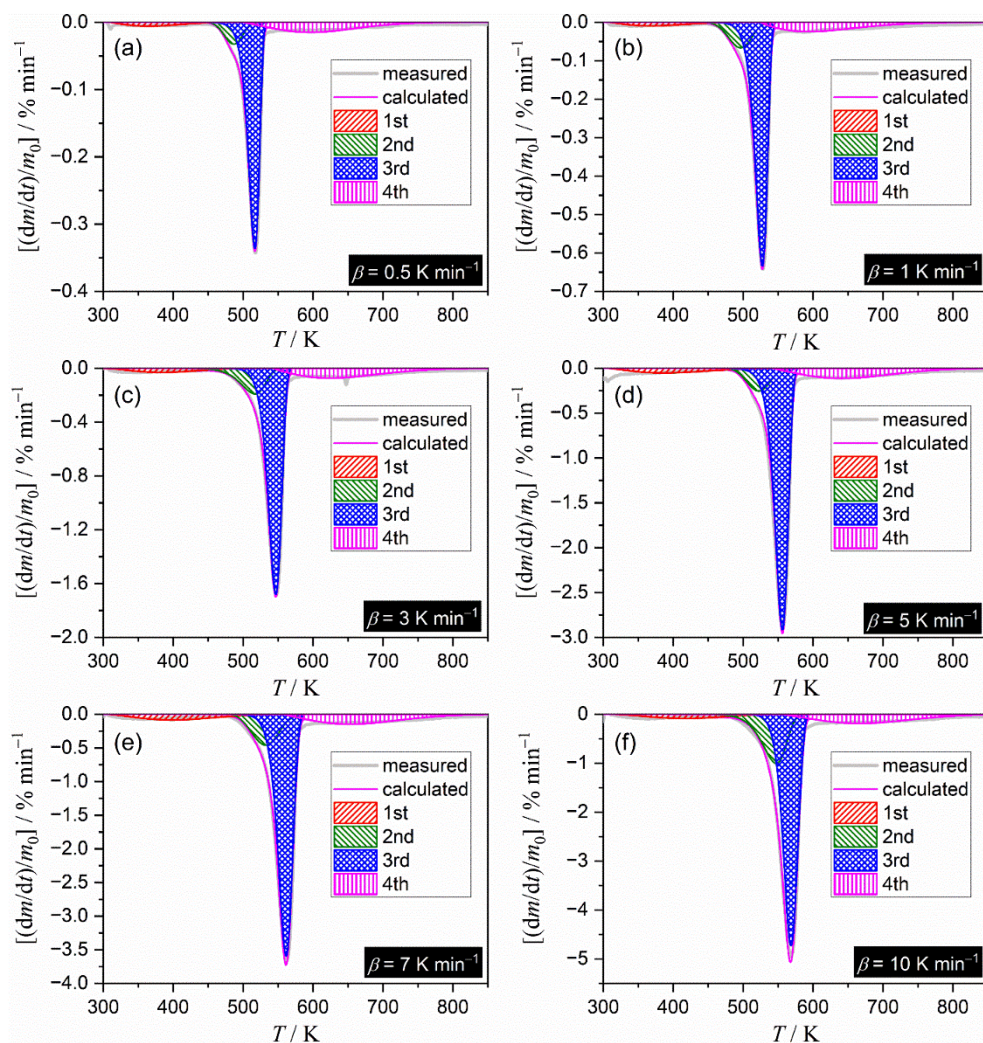 (a)
[(dm/dt)/m₀] / % min⁻¹
0.0
−0.1
−0.2
−0.3
−0.4
measured
calculated
1st
2nd
3rd
4th
β = 0.5 K min⁻¹
300 400 500 600 700 800
T / K
(b)
[(dm/dt)/m₀] / % min⁻¹
0.0
−0.1
−0.2
−0.3
−0.4
−0.5
−0.6
−0.7
measured
calculated
1st
2nd
3rd
4th
β = 1 K min⁻¹
300 400 500 600 700 800
T / K
(c)
[(dm/dt)/m₀] / % min⁻¹
0.0
−0.4
−0.8
−1.2
−1.6
−2.0
measured
calculated
1st
2nd
3rd
4th
β = 3 K min⁻¹
300 400 500 600 700 800
T / K
(d)
[(dm/dt)/m₀] / % min⁻¹
0.0
−0.5
−1.0
−1.5
−2.0
−2.5
−3.0
measured
calculated
1st
2nd
3rd
4th
β = 5 K min⁻¹
300 400 500 600 700 800
T / K
(e)
[(dm/dt)/m₀] / % min⁻¹
0.0
−0.5
−1.0
−1.5
−2.0
−2.5
−3.0
−3.5
−4.0
measured
calculated
1st
2nd
3rd
4th
β = 7 K min⁻¹
300 400 500 600 700 800
T / K
(f)
[(dm/dt)/m₀] / % min⁻¹
0
−1
−2
−3
−4
−5
measured
calculated
1st
2nd
3rd
4th
β = 10 K min⁻¹
300 400 500 600 700 800
T / K